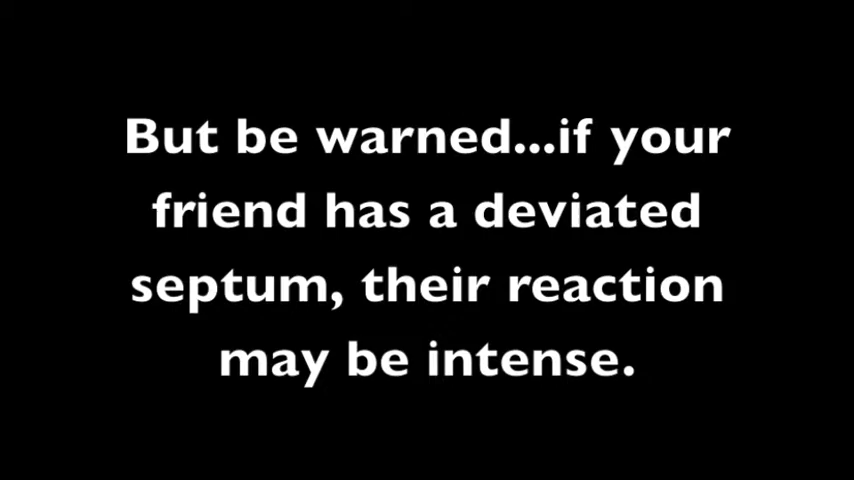 But be warned...if your
friend has a deviated
septum, their reaction
may be intense.